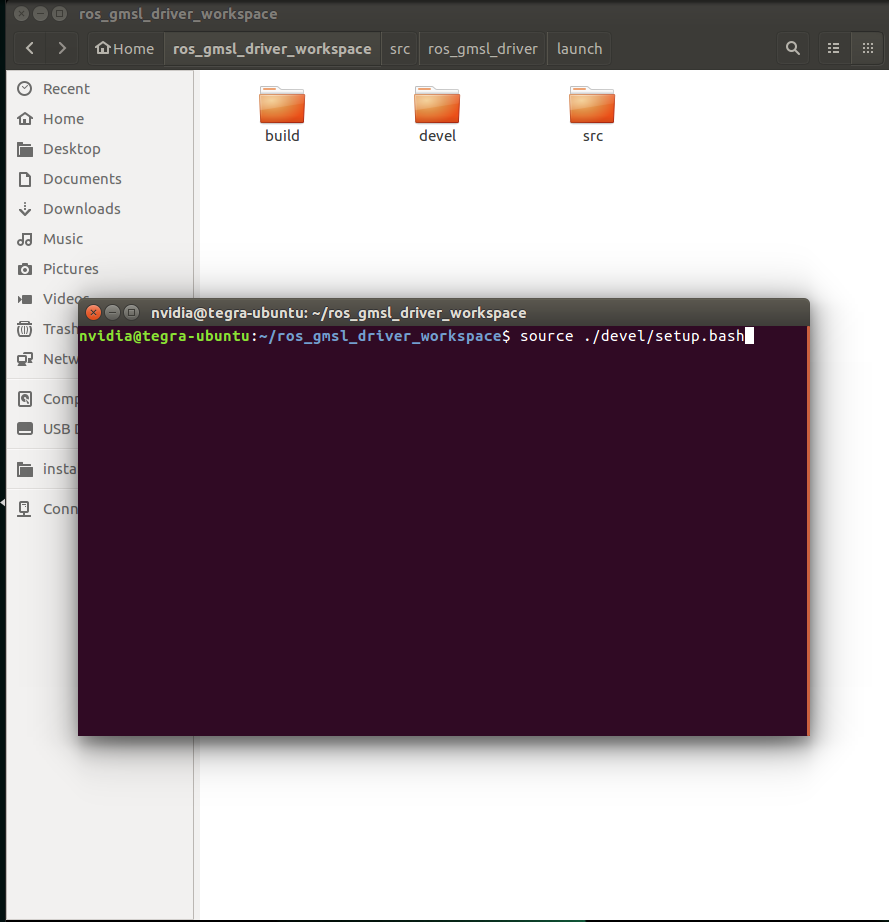 ros_gmsl_driver_workspace
Home ros_gmsl_driver_workspace src ros_gmsl_driver launch
Recent
Home
Desktop
Documents
Downloads
Music
Pictures
Videos
Trash
Netw
Comp
USB D
insta
Conn
build devel src
nvidia@tegra-ubuntu: ~/ros_gmsl_driver_workspace
nvidia@tegra-ubuntu:~/ros_gmsl_driver_workspace$ source ./devel/setup.bash